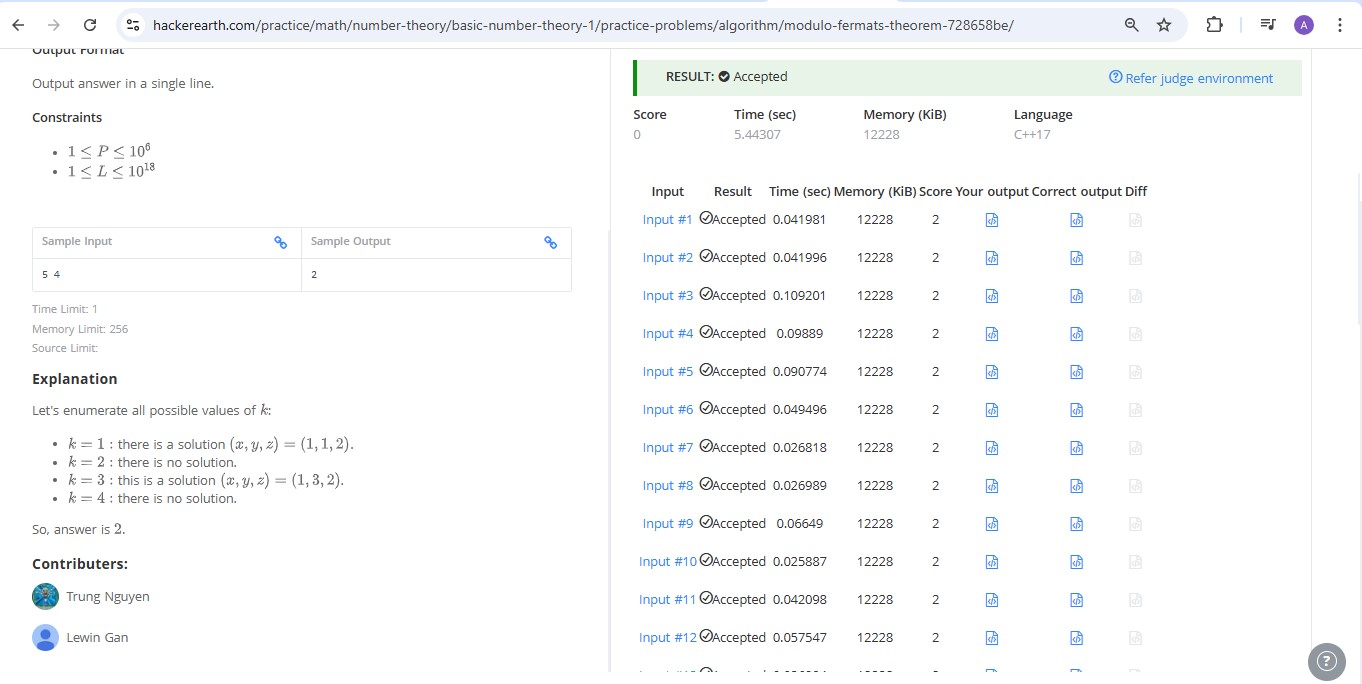 hackerearth.com/practice/math/number-theory/basic-number-theory-1/practice-problems/algorithm/modulo-fermats-theorem-728658be/
A
Output Format
Output answer in a single line.
Constraints
1 ≤ P ≤ 10^6
1 ≤ L ≤ 10^18
Sample Input Sample Output
5 4 2
Time Limit: 1
Memory Limit: 256
Source Limit:
Explanation
Let's enumerate all possible values of k:
k = 1 : there is a solution (x, y, z) = (1, 1, 2).
k = 2 : there is no solution.
k = 3 : this is a solution (x, y, z) = (1, 3, 2).
k = 4 : there is no solution.
So, answer is 2.
Contributers:
Trung Nguyen
Lewin Gan
RESULT: Accepted
Refer judge environment
Score Time (sec) Memory (KiB) Language
0 5.44307 12228 C++17
Input Result Time (sec) Memory (KiB) Score Your output Correct output Diff
Input #1 Accepted 0.041981 12228 2
Input #2 Accepted 0.041996 12228 2
Input #3 Accepted 0.109201 12228 2
Input #4 Accepted 0.09889 12228 2
Input #5 Accepted 0.090774 12228 2
Input #6 Accepted 0.049496 12228 2
Input #7 Accepted 0.026818 12228 2
Input #8 Accepted 0.026989 12228 2
Input #9 Accepted 0.06649 12228 2
Input #10 Accepted 0.025887 12228 2
Input #11 Accepted 0.042098 12228 2
Input #12 Accepted 0.057547 12228 2